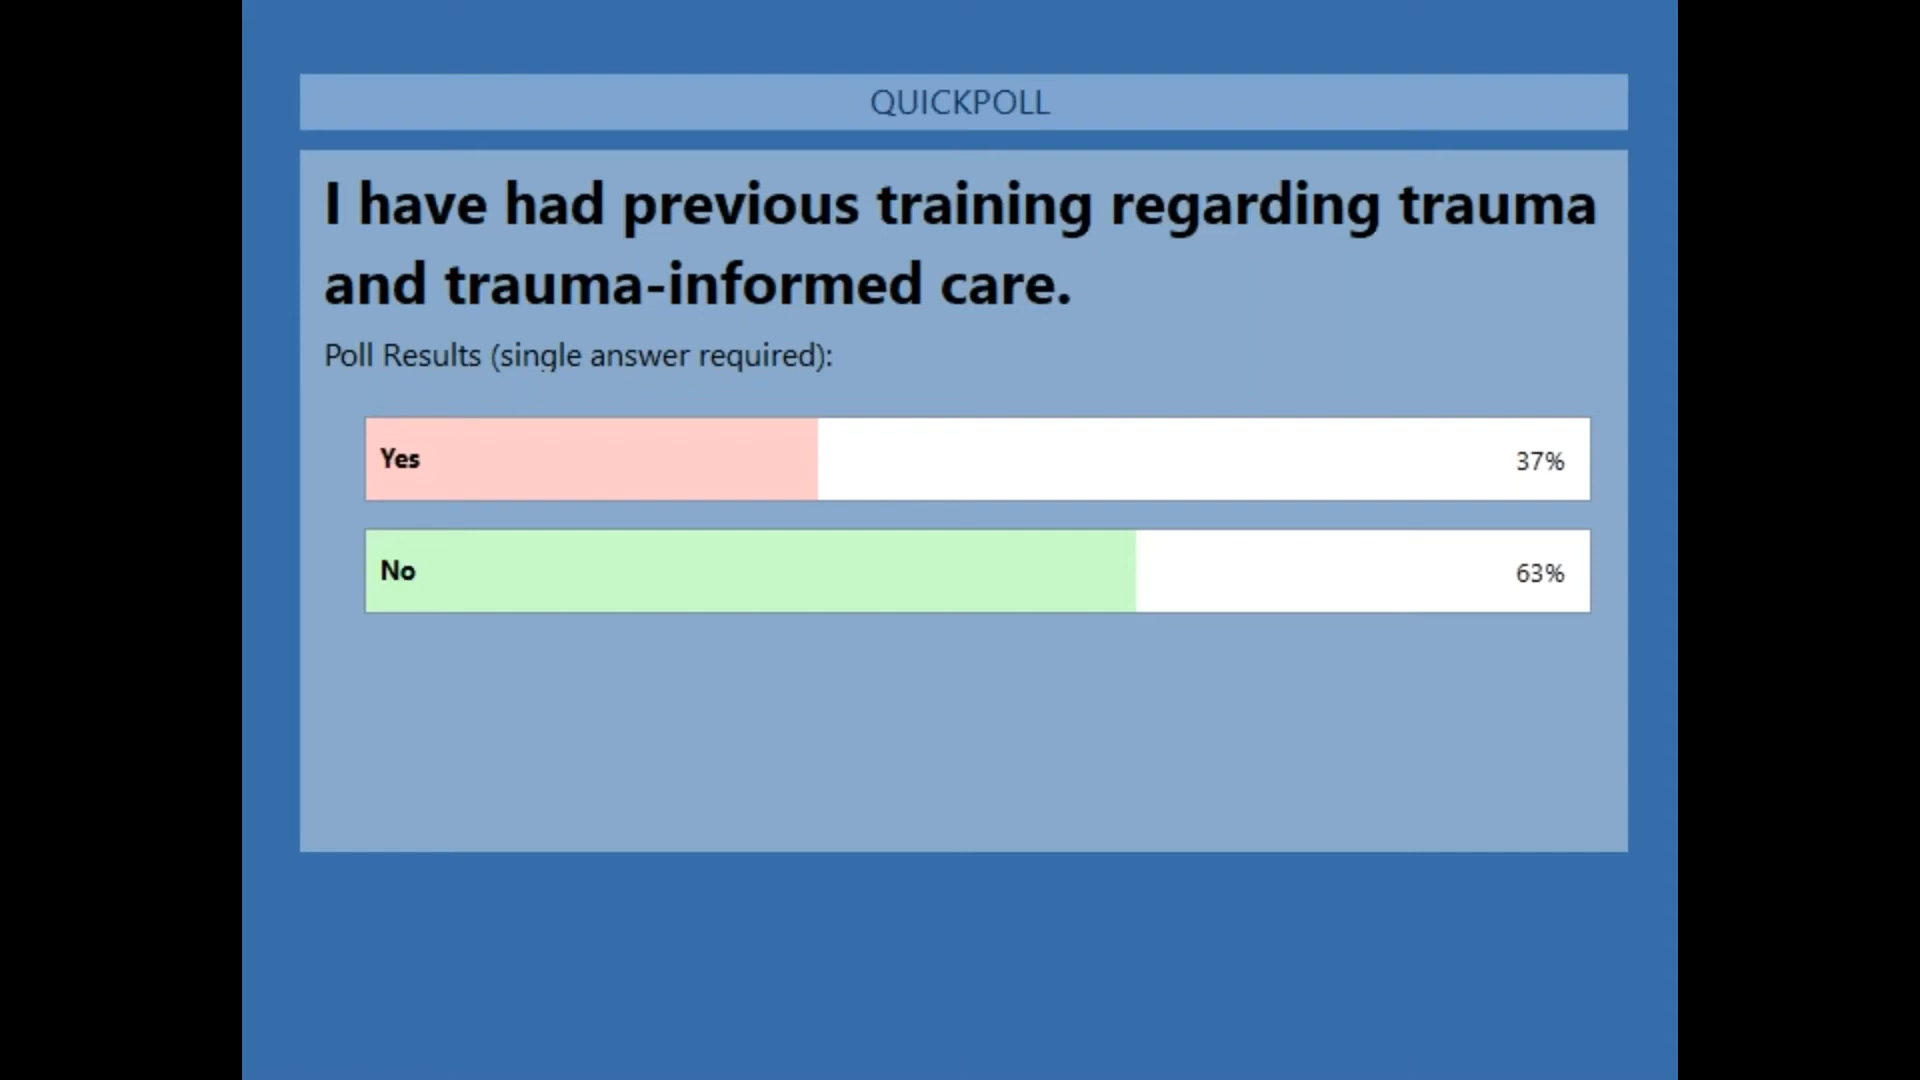 QUICKPOLL
I have had previous training regarding trauma
and trauma-informed care.
Poll Results (single answer required):
Yes 37%
No 63%